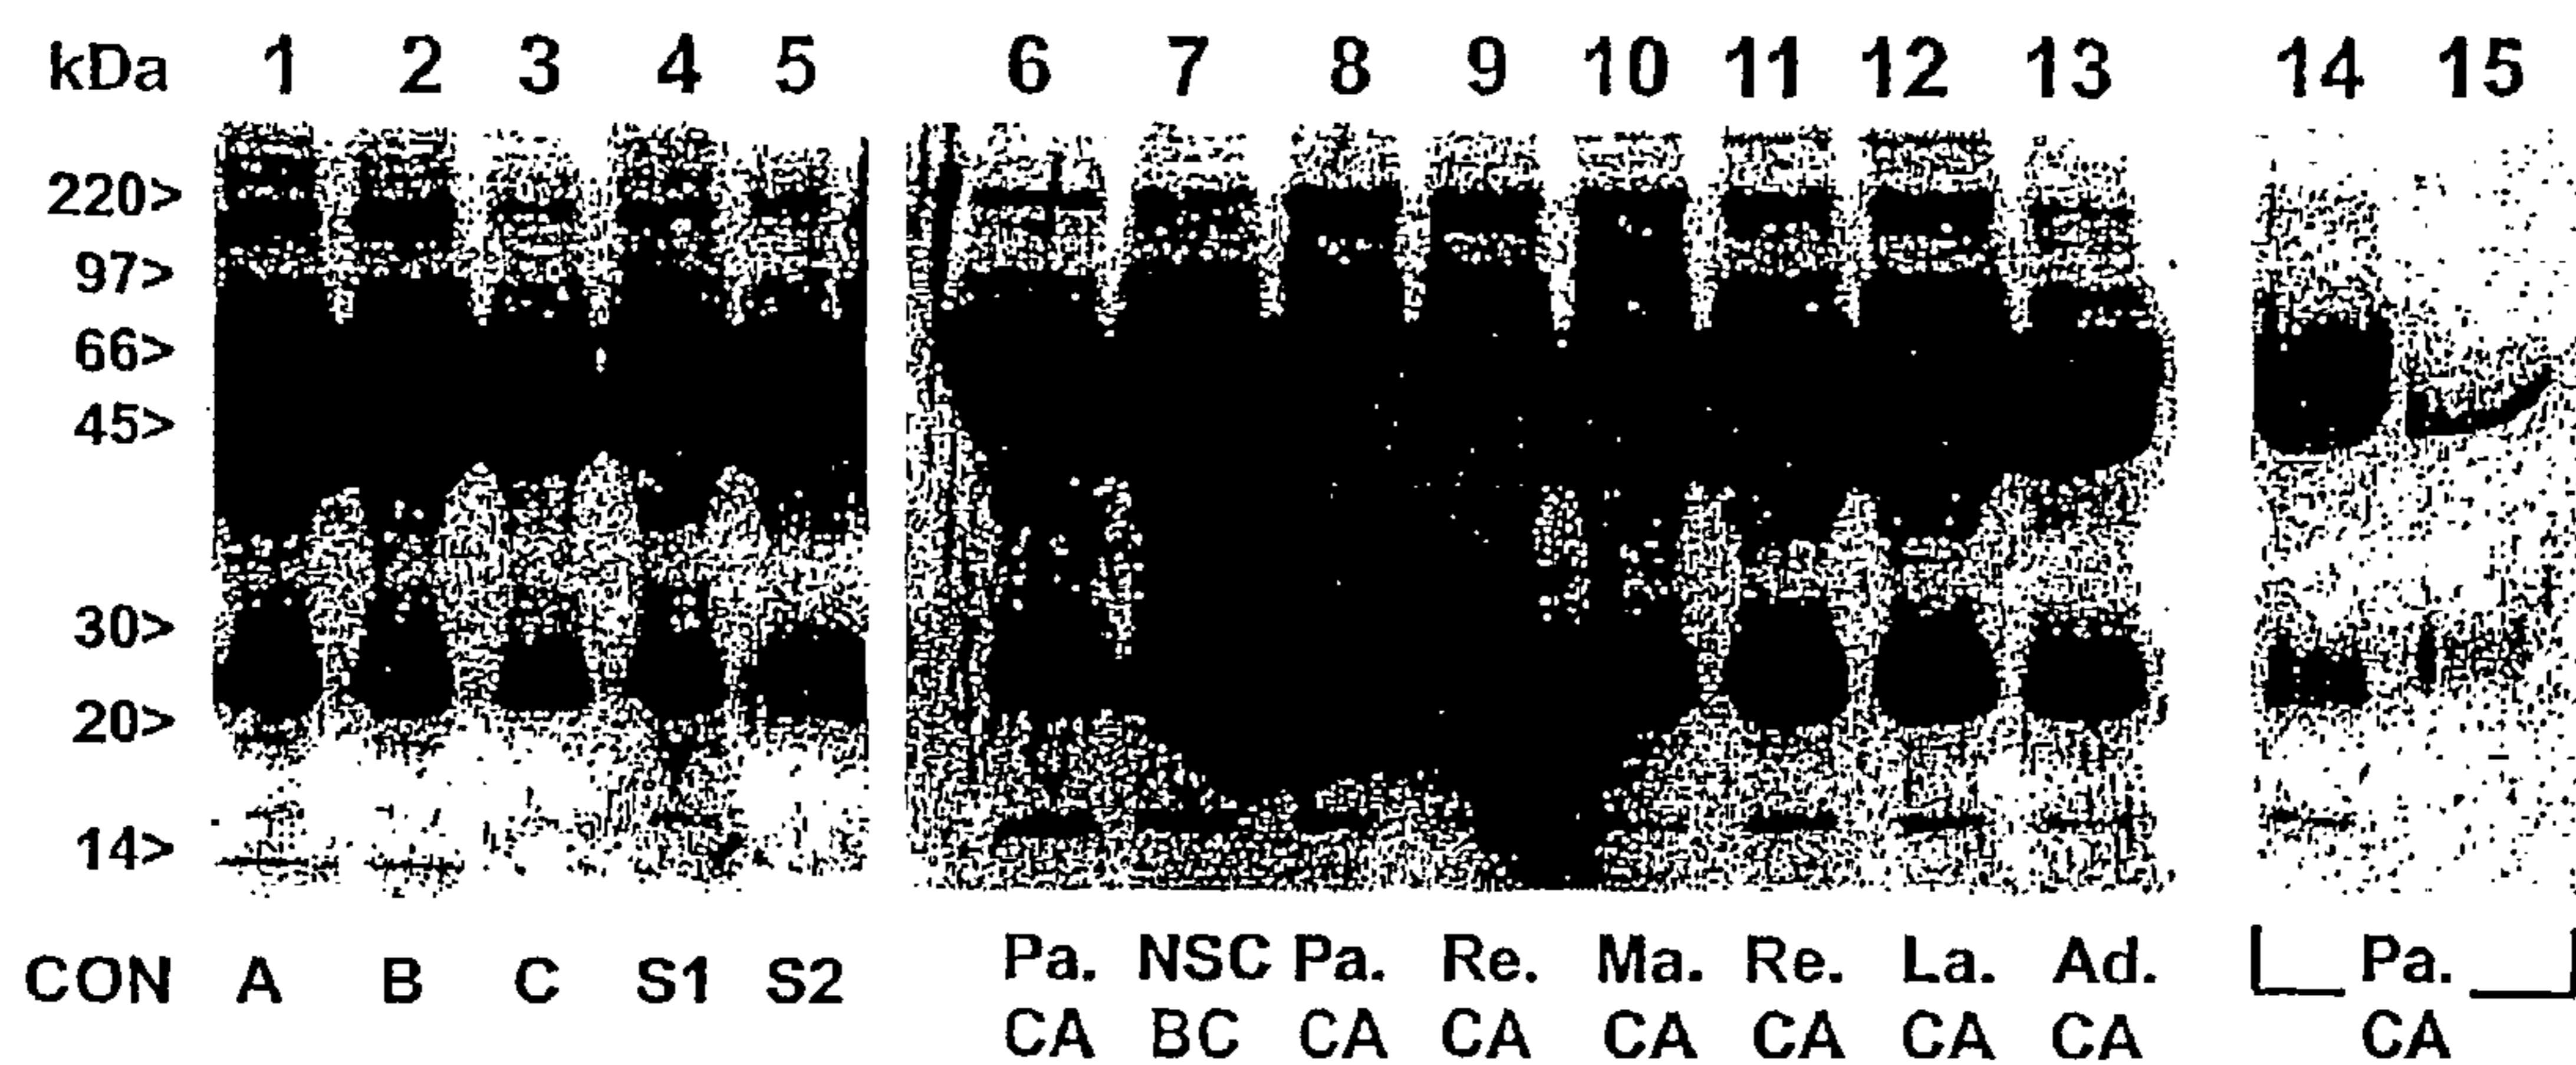 kDa 1 2 3 4 5 6 7 8 9 10 11 12 13 14 15
220>
97>
66>
45>
30>
20>
14>
CON A B C S1 S2 Pa. NSC Pa. Re. Ma. Re. La. Ad. Pa.
CA BC CA CA CA CA CA CA CA